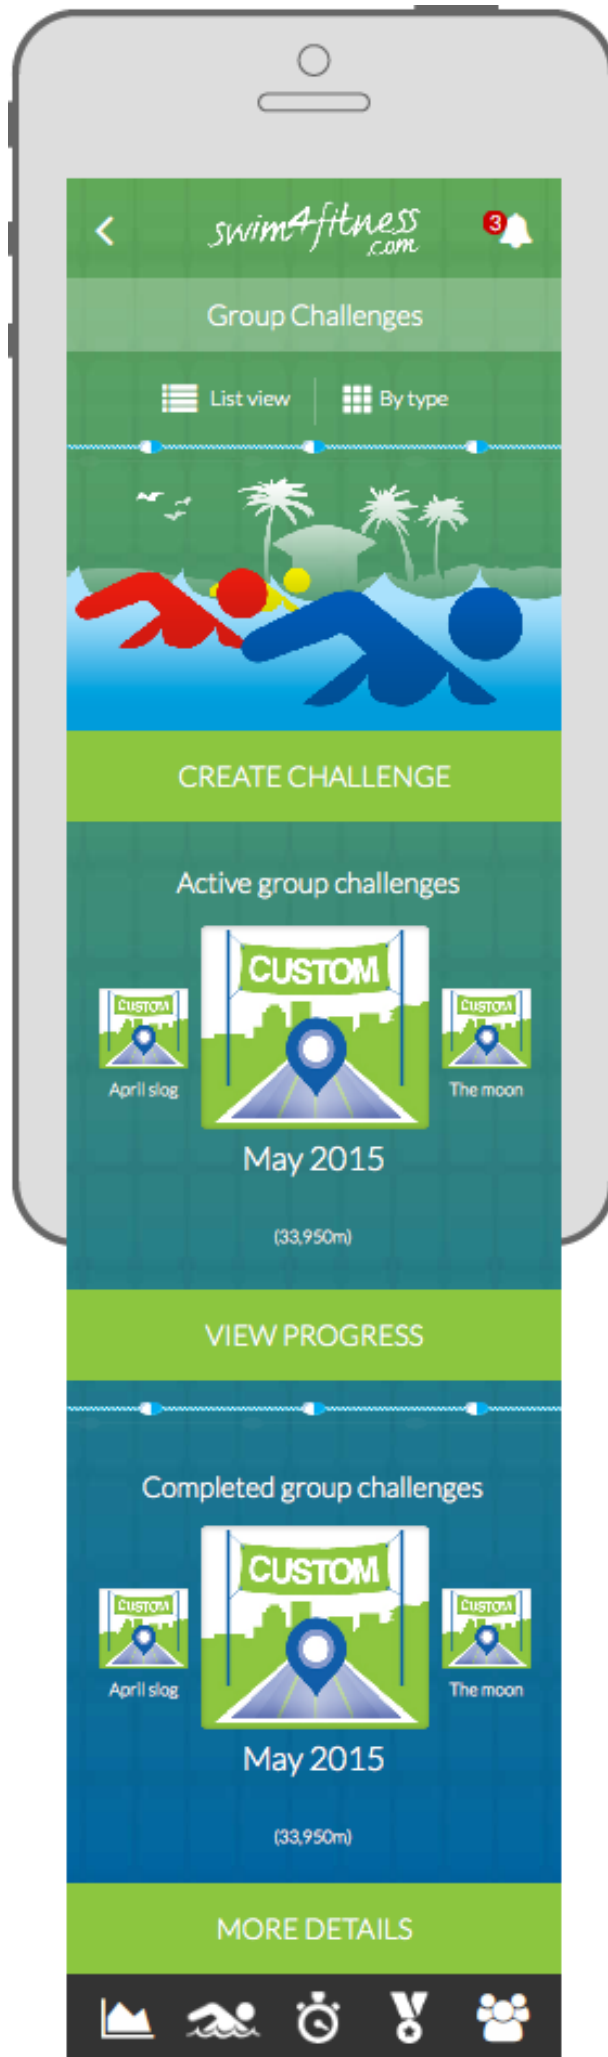 swim4fitness
.com
3
Group Challenges
List view
By type
CREATE CHALLENGE
Active group challenges
CUSTOM
CUSTOM
CUSTOM
April slog
The moon
May 2015
(33,950m)
VIEW PROGRESS
Completed group challenges
CUSTOM
CUSTOM
CUSTOM
April slog
The moon
May 2015
(33,950m)
MORE DETAILS